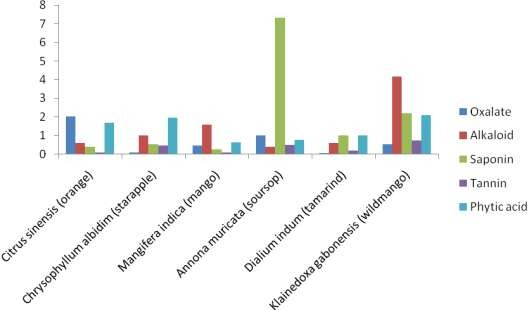 8
7
6
5
4
3
2
1
0
Citrus sinensis (orange)
Chrysophyllum albidim (starapple)
Mangifera indica (mango)
Annona muricata (soursop)
Dialium indum (tamarind)
Klainedoxa gabonensis (wildmango)
Oxalate
Alkaloid
Saponin
Tannin
Phytic acid